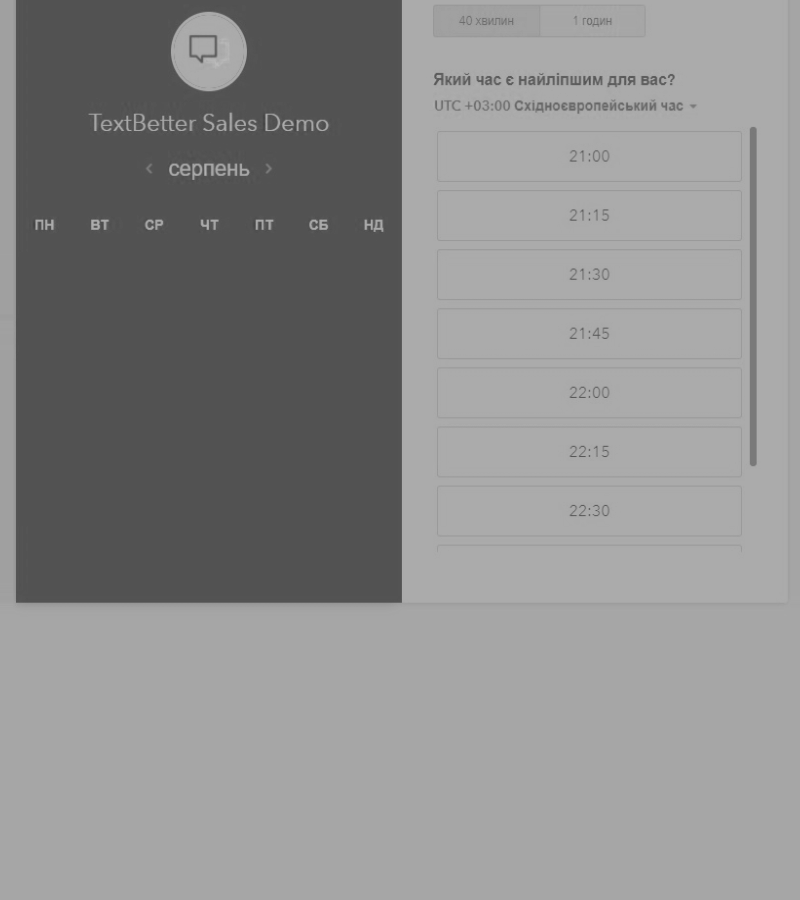 TextBetter Sales Demo
серпень
ПН ВТ СР ЧТ ПТ СБ НД
40 хвилин 1 годин
Який час є найліпшим для вас?
UTC +03:00 Східноєвропейський час
21:00
21:15
21:30
21:45
22:00
22:15
22:30